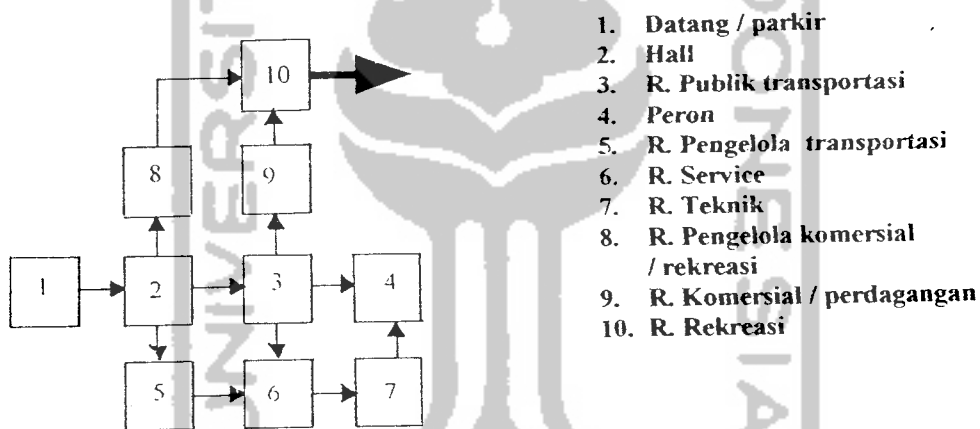 10
8
9
1
2
3
4
5
6
7
1. Datang / parkir
2. Hall
3. R. Publik transportasi
4. Peron
5. R. Pengelola transportasi
6. R. Service
7. R. Teknik
8. R. Pengelola komersial
/ rekreasi
9. R. Komersial / perdagangan
10. R. Rekreasi